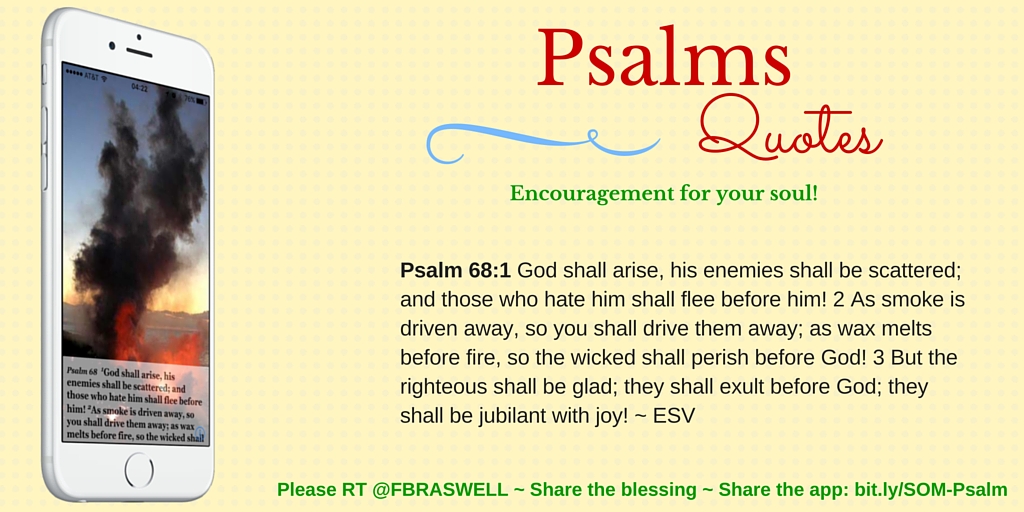 Psalms
Quotes
Encouragement for your soul!
AT&T
04:22
Psalm 68 ¹God shall arise, his
enemies shall be scattered; and
those who hate him shall flee before
him! ²As smoke is driven away, so
you shall drive them away; as wax
melts before fire, so the wicked shall
Psalm 68:1 God shall arise, his enemies shall be scattered;
and those who hate him shall flee before him! 2 As smoke is
driven away, so you shall drive them away; as wax melts
before fire, so the wicked shall perish before God! 3 But the
righteous shall be glad; they shall exult before God; they
shall be jubilant with joy! ~ ESV
Please RT @FBRASWELL ~ Share the blessing ~ Share the app: bit.ly/SOM-Psalm